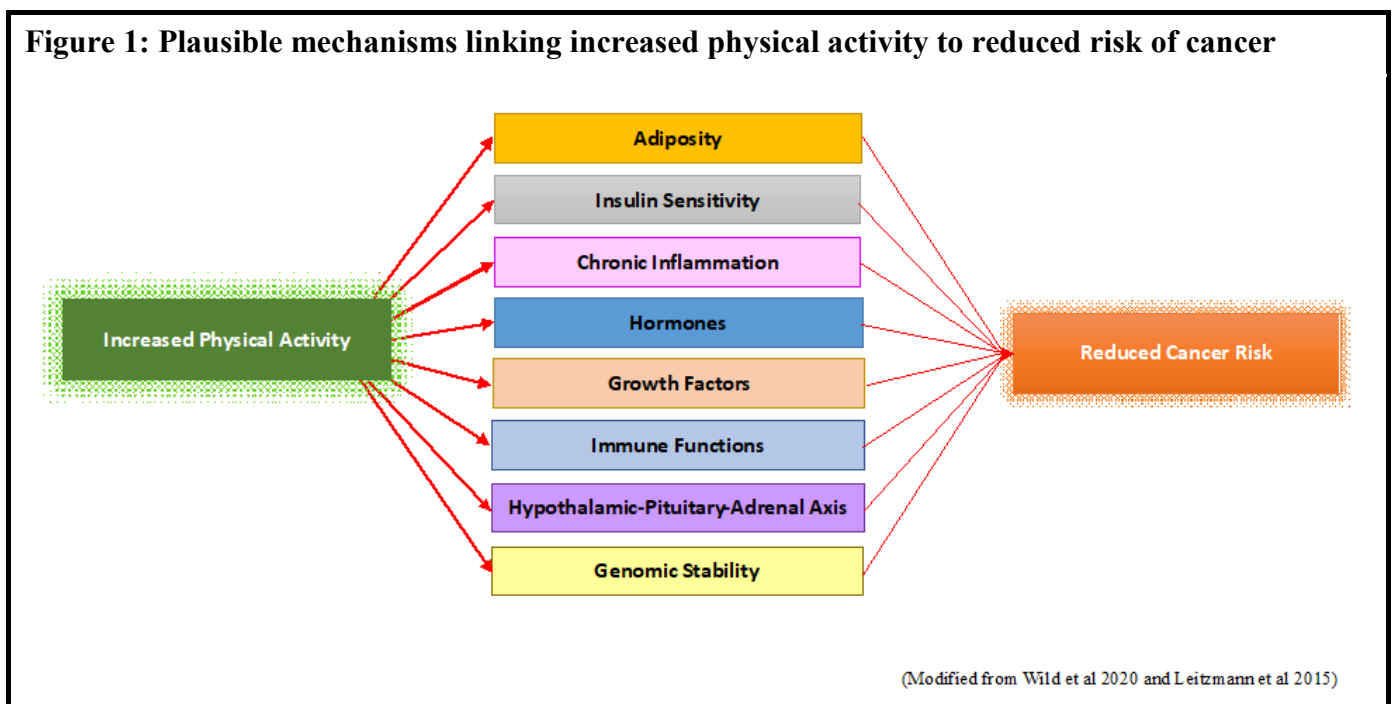 Figure 1: Plausible mechanisms linking increased physical activity to reduced risk of cancer
Adiposity
Insulin Sensitivity
Chronic Inflammation
Hormones
Increased Physical Activity
Reduced Cancer Risk
Growth Factors
Immune Functions
Hypothalamic-Pituitary-Adrenal Axis
Genomic Stability
(Modified from Wild et al 2020 and Leitzmann et al 2015)